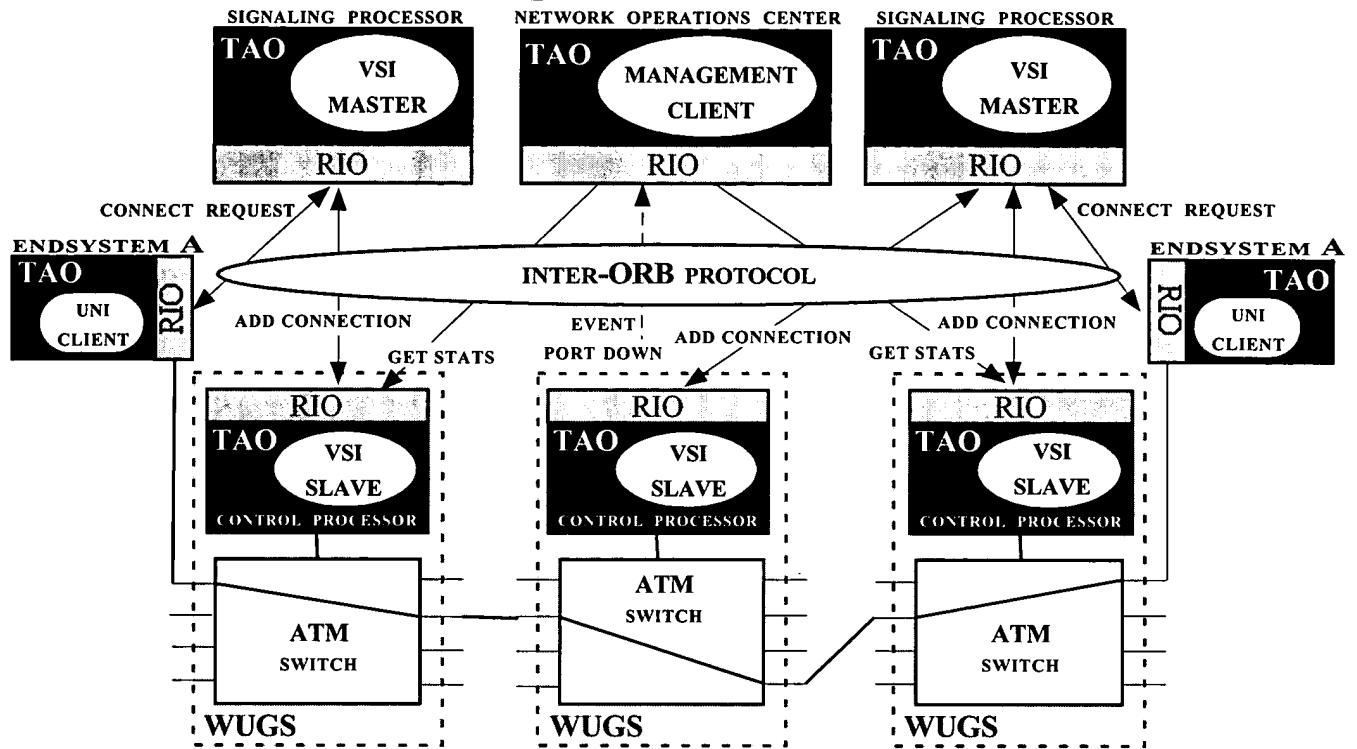 SIGNALING PROCESSOR
NETWORK OPERATIONS CENTER
SIGNALING PROCESSOR
TAO
VSI
MASTER
RIO
TAO
MANAGEMENT
CLIENT
RIO
TAO
VSI
MASTER
RIO
CONNECT REQUEST
CONNECT REQUEST
ENDSYSTEM A
TAO
UNI
CLIENT
RIO
INTER-ORB PROTOCOL
ENDSYSTEM A
RIO
TAO
UNI
CLIENT
ADD CONNECTION
GET STATS
EVENT
PORT DOWN
ADD CONNECTION
ADD CONNECTION
GET STATS
RIO
TAO
VSI
SLAVE
CONTROL PROCESSOR
RIO
TAO
VSI
SLAVE
CONTROL PROCESSOR
RIO
TAO
VSI
SLAVE
CONTROL PROCESSOR
ATM
SWITCH
ATM
SWITCH
ATM
SWITCH
WUGS
WUGS
WUGS